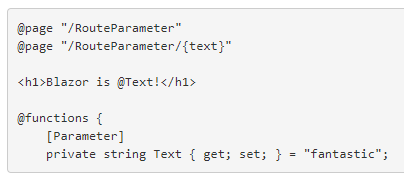 @page "/RouteParameter"
@page "/RouteParameter/{text}"
<h1>Blazor is @Text!</h1>
@functions {
[Parameter]
private string Text { get; set; } = "fantastic";